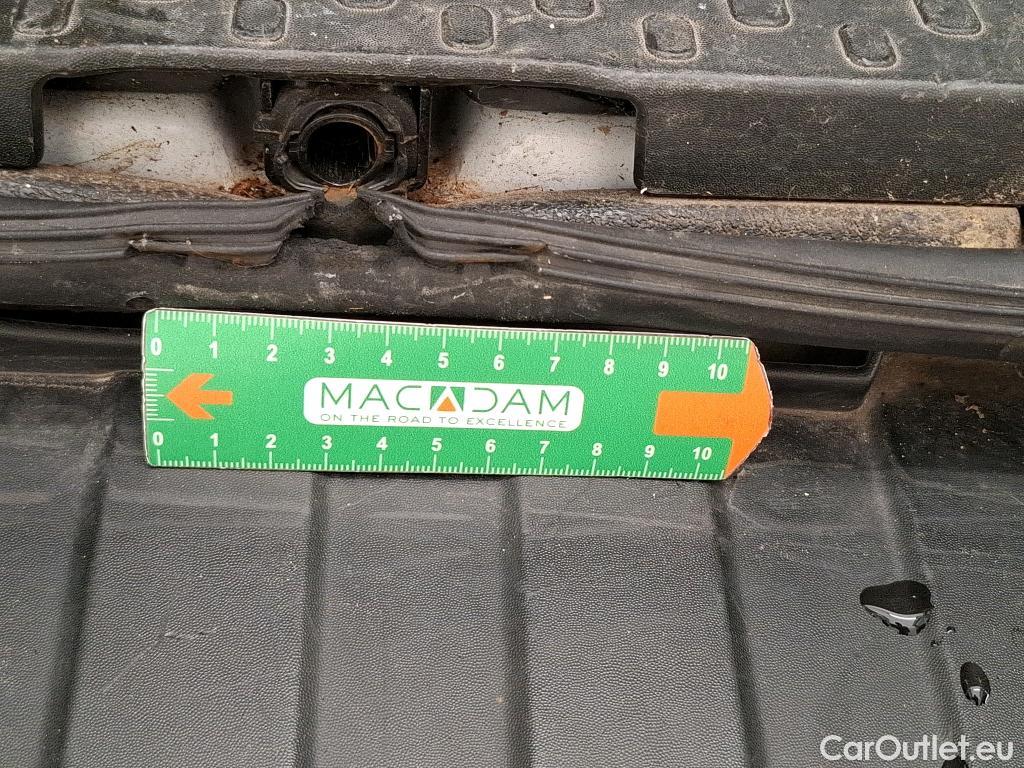 0 1 2 3 4 5 6 7 8 9 10
MACADAM
ON THE ROAD TO EXCELLENCE
0 1 2 3 4 5 6 7 8 9 10
CarOutlet.eu